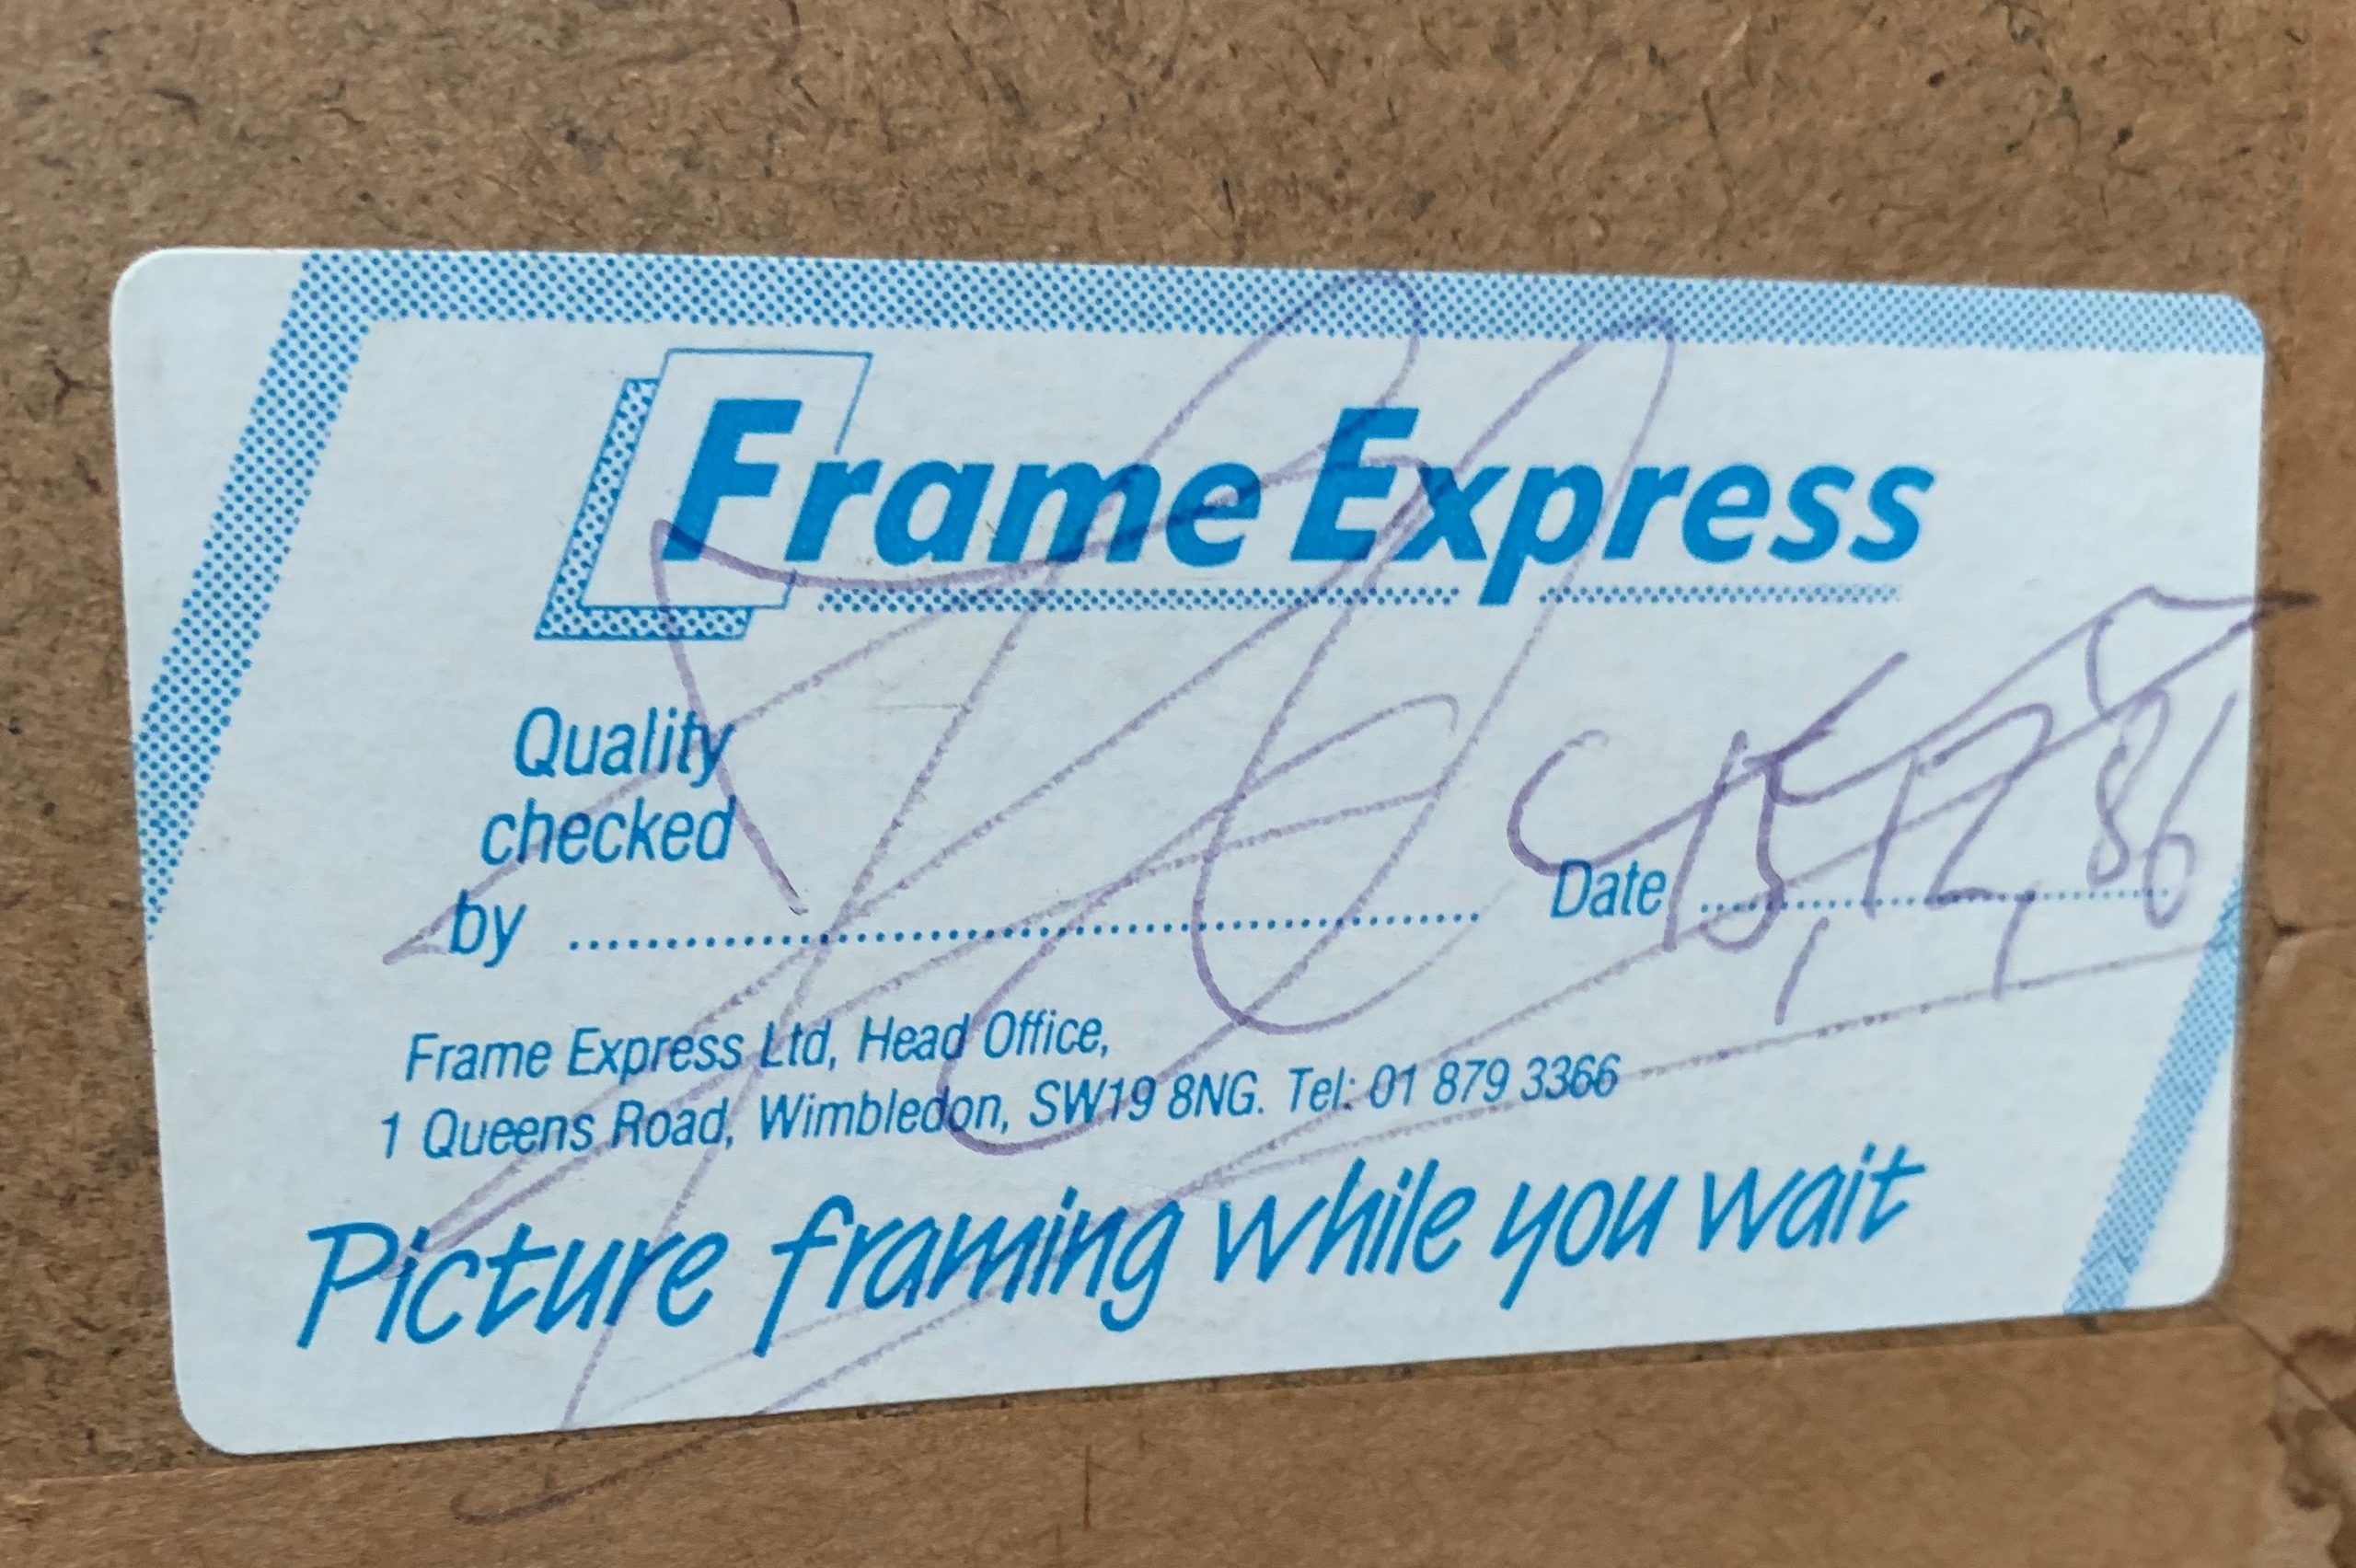 Frame Express
Quality
checked
by ........................ Date 15, 12, 86
Frame Express Ltd, Head Office,
1 Queens Road, Wimbledon, SW19 8NG. Tel: 01 879 3366
Picture framing while you wait